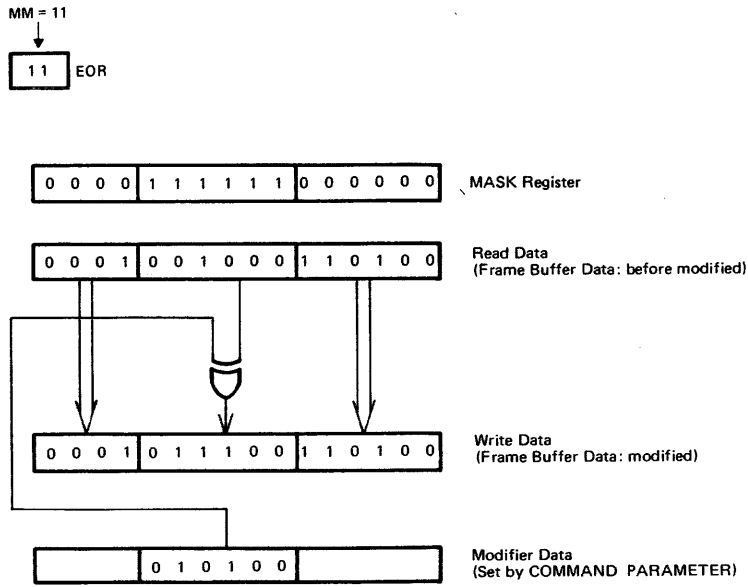 MM = 11
11 EOR
0 0 0 0 1 1 1 1 1 1 0 0 0 0 0 0 MASK Register
0 0 0 1 0 0 1 0 0 0 1 1 0 1 0 0 Read Data
(Frame Buffer Data: before modified)
0 0 0 1 0 1 1 1 0 0 1 1 0 1 0 0 Write Data
(Frame Buffer Data: modified)
0 1 0 1 0 0 Modifier Data
(Set by COMMAND PARAMETER)